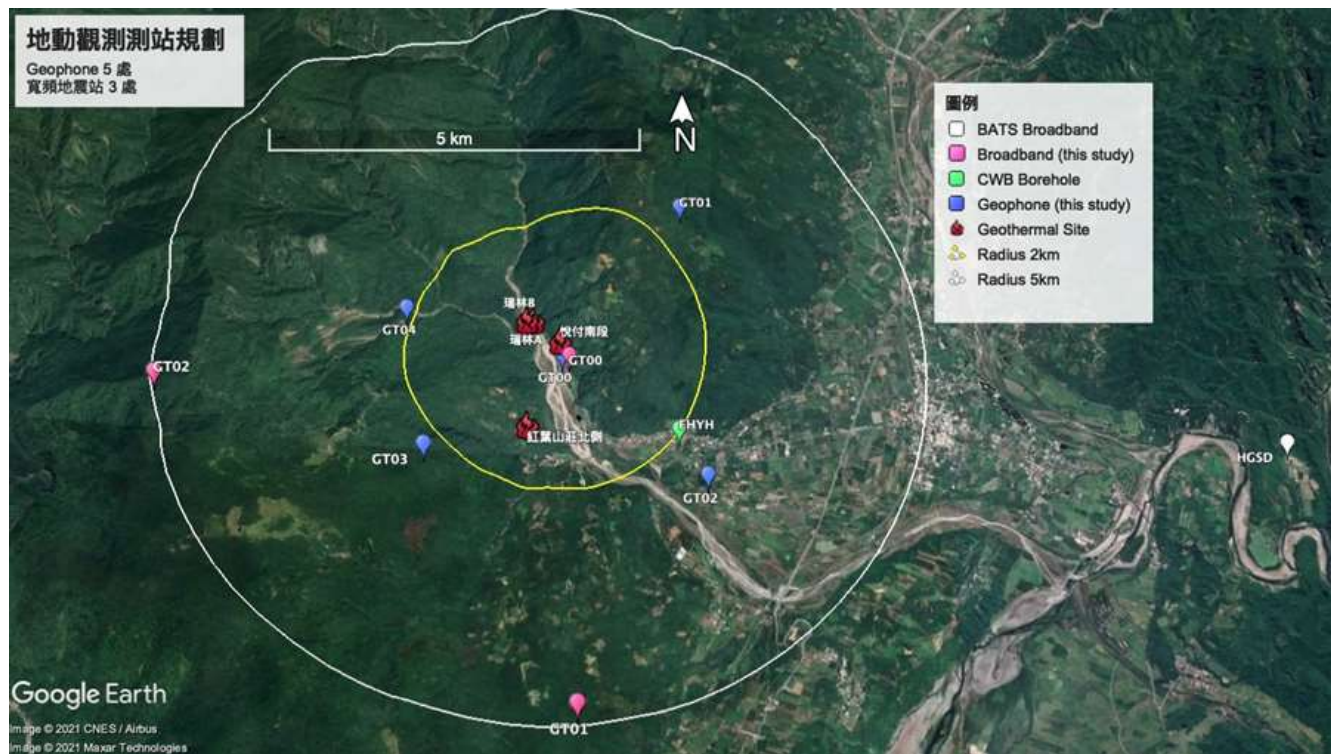 地動觀測測站規劃
Geophone 5 處
寬頻地震站 3 處
5 km
N
圖例
BATS Broadband
Broadband (this study)
CWB Borehole
Geophone (this study)
Geothermal Site
Radius 2km
Radius 5km
GT01
瑞林B
GT04
瑞林A
悅付南段
GT02
GT00
GT00
EHYH
紅葉山莊北側
GT03
HGSD
GT02
GT01
Google Earth
Image © 2021 CNES / Airbus
Image © 2021 Maxar Technologies